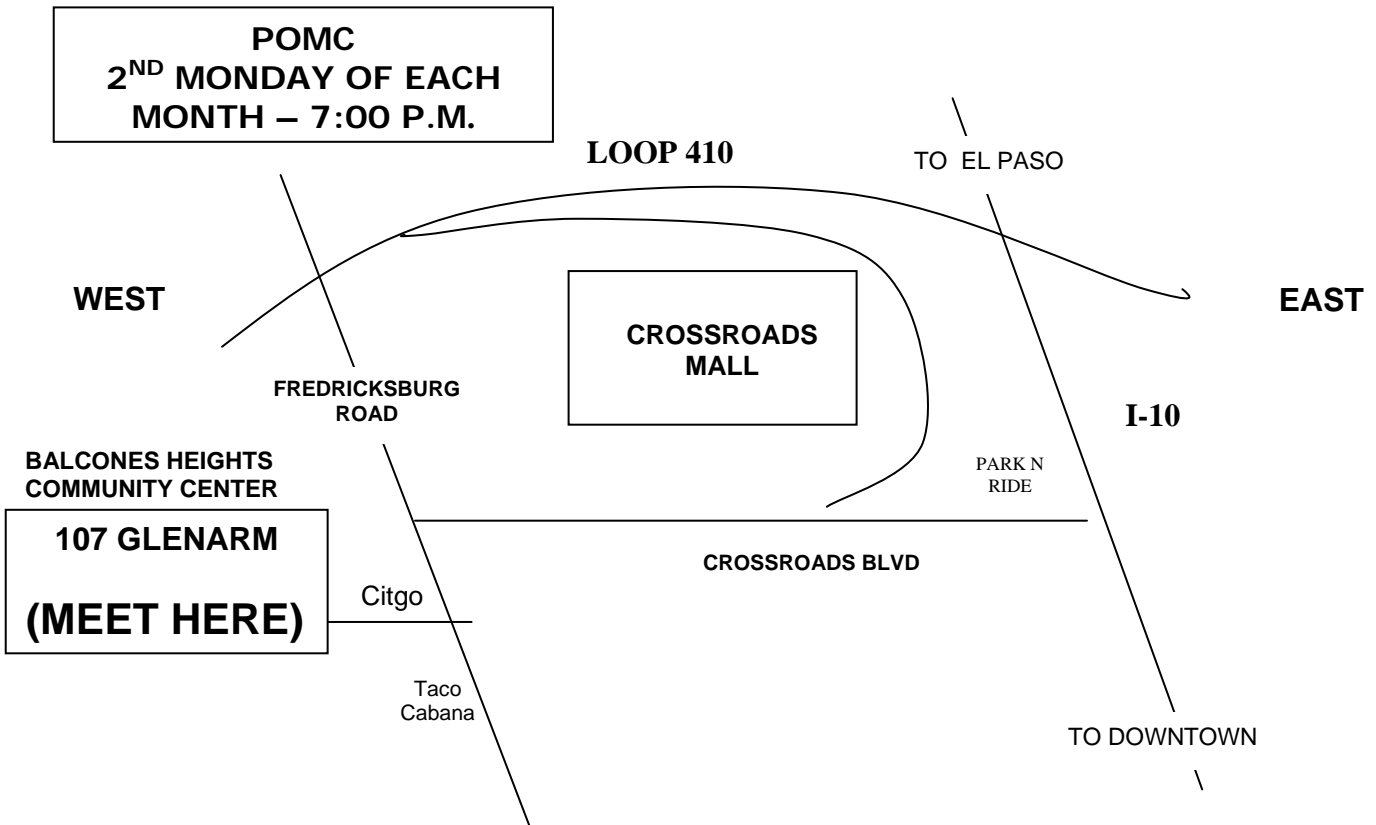 POMC
2ND MONDAY OF EACH
MONTH – 7:00 P.M.
LOOP 410
TO EL PASO
WEST
EAST
CROSSROADS
MALL
FREDRICKSBURG
ROAD
I-10
BALCONES HEIGHTS
COMMUNITY CENTER
PARK N
RIDE
107 GLENARM
(MEET HERE)
CROSSROADS BLVD
Citgo
Taco
Cabana
TO DOWNTOWN